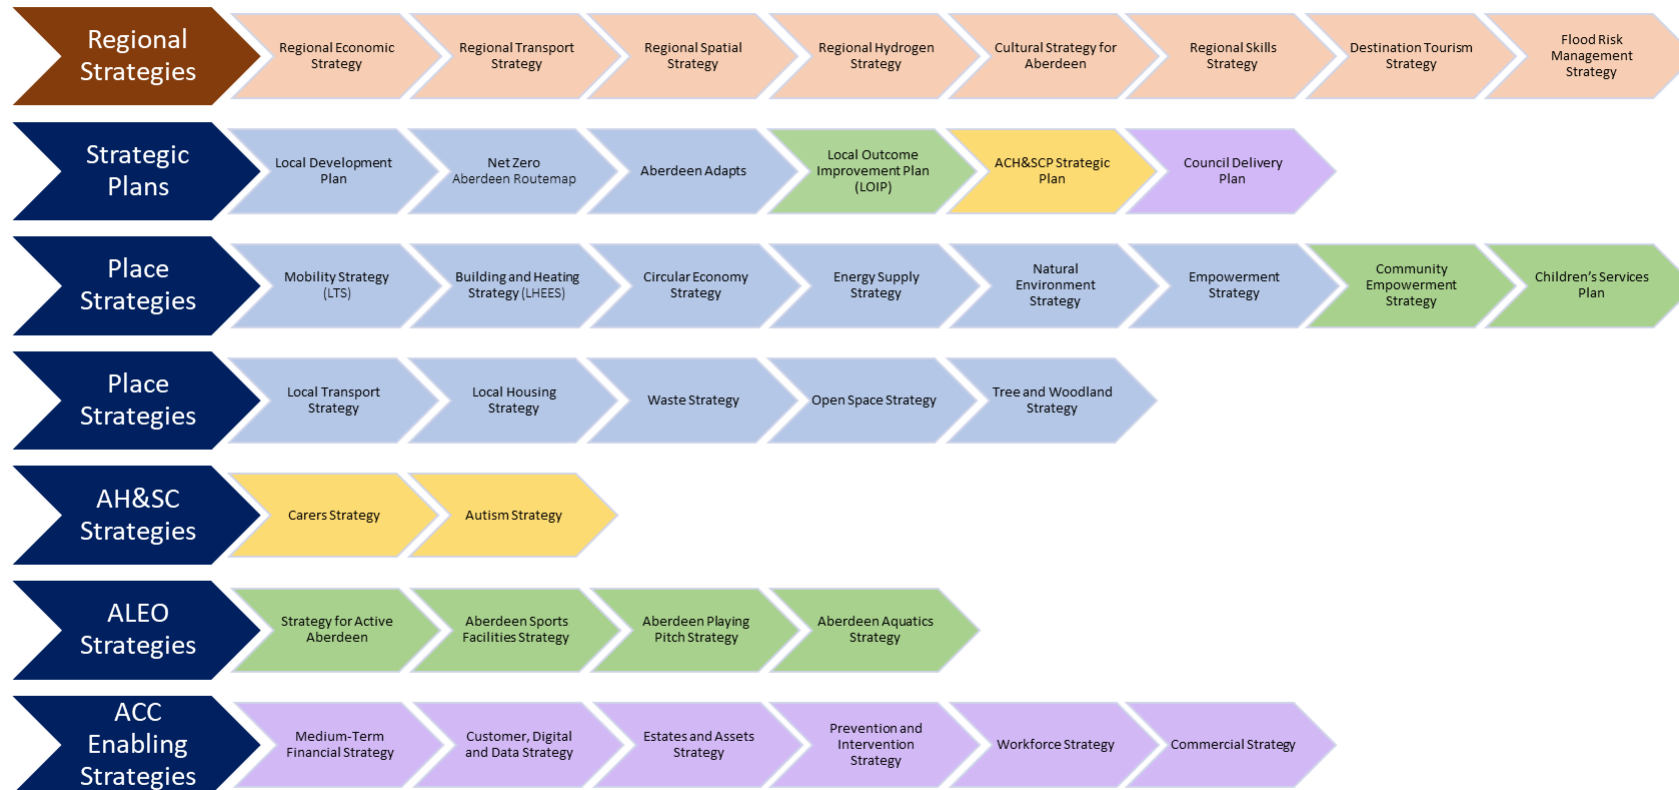 Regional
Strategies
Regional Economic
Strategy
Regional Transport
Strategy
Regional Spatial
Strategy
Regional Hydrogen
Strategy
Cultural Strategy for
Aberdeen
Regional Skills
Strategy
Destination Tourism
Strategy
Flood Risk
Management
Strategy
Strategic
Plans
Local Development
Plan
Net Zero
Aberdeen Routemap
Aberdeen Adapts
Local Outcome
Improvement Plan
(LOIP)
ACH&SCP Strategic
Plan
Council Delivery
Plan
Place
Strategies
Mobility Strategy
(LTS)
Building and Heating
Strategy (LHEES)
Circular Economy
Strategy
Energy Supply
Strategy
Natural
Environment
Strategy
Empowerment
Strategy
Community
Empowerment
Strategy
Children’s Services
Plan
Place
Strategies
Local Transport
Strategy
Local Housing
Strategy
Waste Strategy
Open Space Strategy
Tree and Woodland
Strategy
AH&SC
Strategies
Carers Strategy
Autism Strategy
ALEO
Strategies
Strategy for Active
Aberdeen
Aberdeen Sports
Facilities Strategy
Aberdeen Playing
Pitch Strategy
Aberdeen Aquatics
Strategy
ACC
Enabling
Strategies
Medium-Term
Financial Strategy
Customer, Digital
and Data Strategy
Estates and Assets
Strategy
Prevention and
Intervention
Strategy
Workforce Strategy
Commercial Strategy